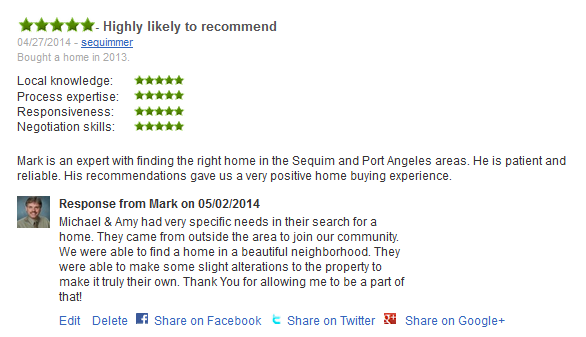 - Highly likely to recommend
04/27/2014 - sequimmer
Bought a home in 2013.
Local knowledge:
Process expertise:
Responsiveness:
Negotiation skills:
Mark is an expert with finding the right home in the Sequim and Port Angeles areas. He is patient and
reliable. His recommendations gave us a very positive home buying experience.
Response from Mark on 05/02/2014
Michael & Amy had very specific needs in their search for a
home. They came from outside the area to join our community.
We were able to find a home in a beautiful neighborhood. They
were able to make some slight alterations to the property to
make it truly their own. Thank You for allowing me to be a part of
that!
Edit Delete Share on Facebook Share on Twitter Share on Google+